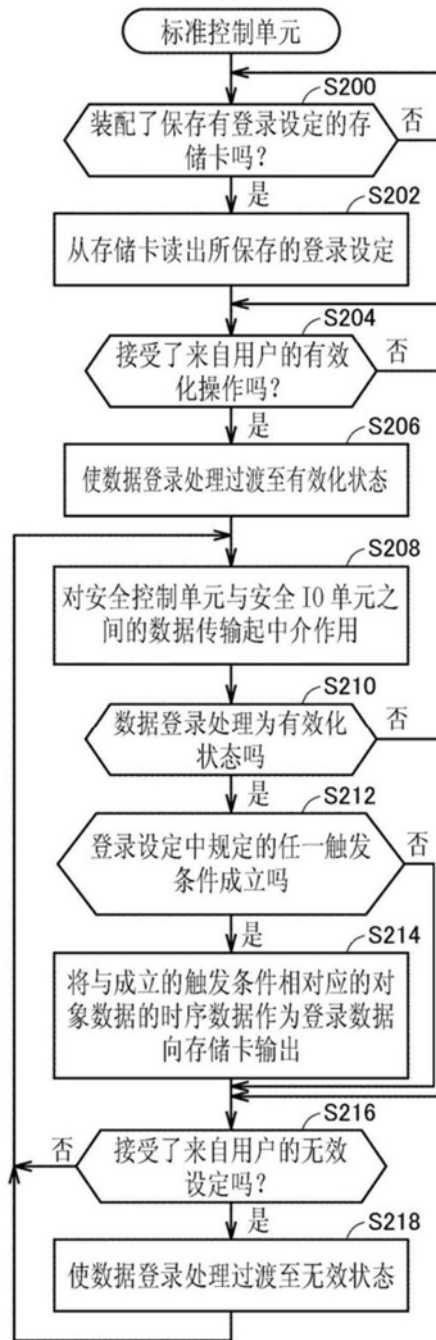 标准控制单元
S200
装配了保存有登录设定的存
储卡吗？
否
是
S202
从存储卡读出所保存的登录设定
S204
接受了来自用户的有效
化操作吗？
否
是
S206
使数据登录处理过渡至有效化状态
S208
对安全控制单元与安全IO单元之
间的数据传输起中介作用
S210
数据登录处理为有效化
状态吗
否
是
S212
登录设定中规定的任一触发
条件成立吗
否
是
S214
将与成立的触发条件相对应的对
象数据的时序数据作为登录数据
向存储卡输出
S216
接受了来自用户的无效
设定吗？
否
是
S218
使数据登录处理过渡至无效状态